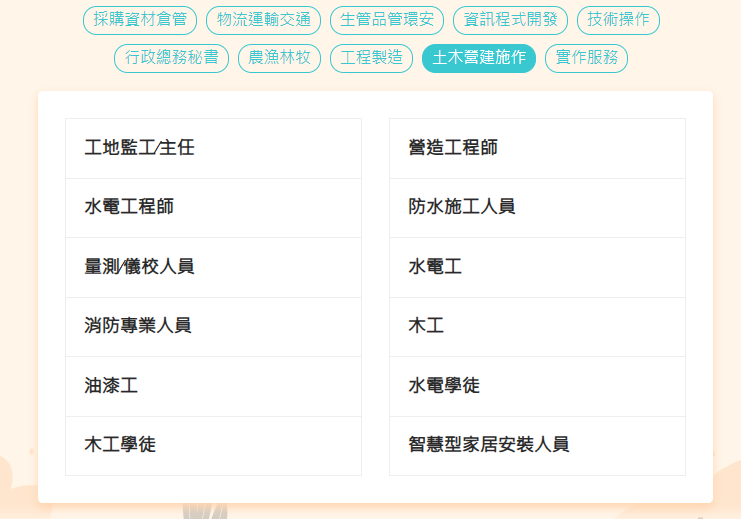 採購資材倉管 物流運輸交通 生管品管環安 資訊程式開發 技術操作
行政總務秘書 農漁林牧 工程製造 土木營建施作 實作服務
工地監工/主任 營造工程師
水電工程師 防水施工人員
量測/儀校人員 水電工
消防專業人員 木工
油漆工 水電學徒
木工學徒 智慧型家居安裝人員